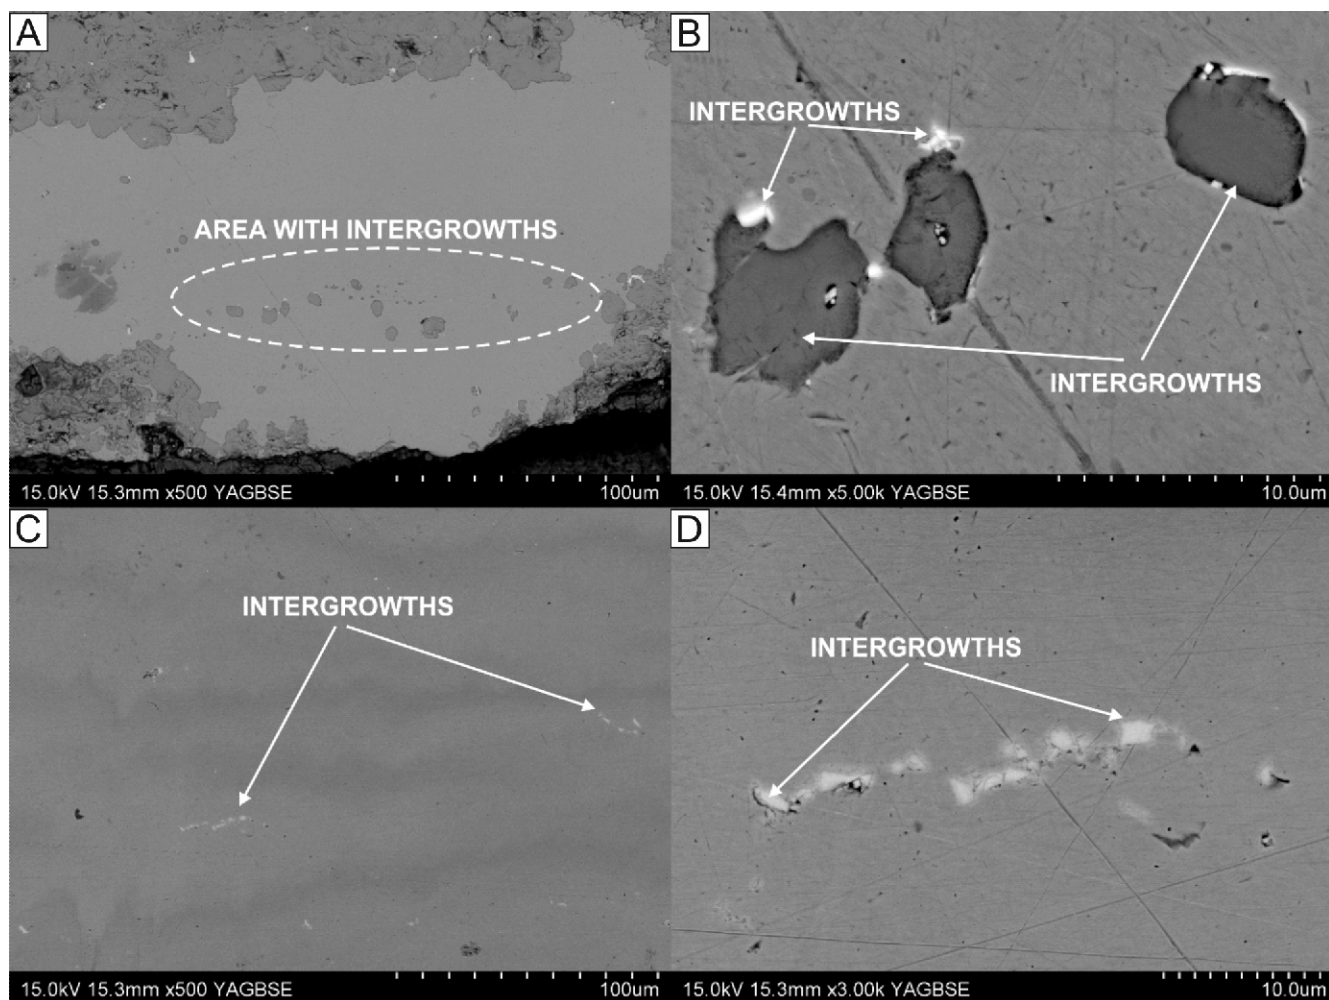 A
AREA WITH INTERGROWTHS
15.0kV 15.3mm x500 YAGBSE
100um
B
INTERGROWTHS
INTERGROWTHS
15.0kV 15.4mm x5.00k YAGBSE
10.0um
C
INTERGROWTHS
15.0kV 15.3mm x500 YAGBSE
100um
D
INTERGROWTHS
15.0kV 15.3mm x3.00k YAGBSE
10.0um